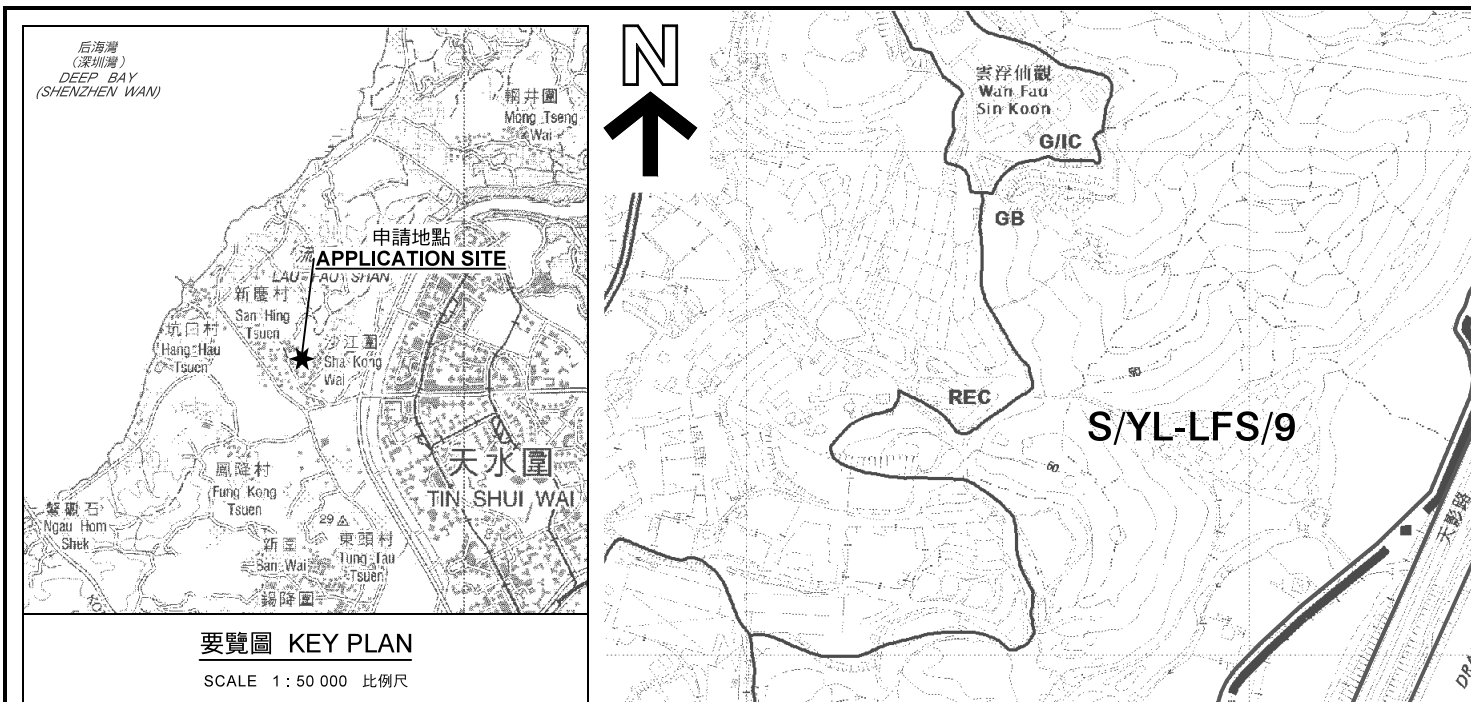 后海灣
(深圳灣)
DEEP BAY
(SHENZHEN WAN)
輞井圍
Mong Tseng
Wai
申請地點
APPLICATION SITE
流
LAU FAU SHAN
新慶村
San Hing
Tsuen
坑口村
Hang Hau
Tsuen
沙江圍
Sha Kong
Wai
天水圍
TIN SHUI WAI
鳳降村
Fung Kong
Tsuen
Ngau Hom
Shek
29
新圍
San Wai
東頭村
Tung Tau
Tsuen
錫降圍
要覽圖 KEY PLAN
SCALE 1 : 50 000 比例尺
N
雲浮仙觀
Wan Fau
Sin Koon
G/IC
GB
REC
50
60
S/YL-LFS/9
天影路
DRA